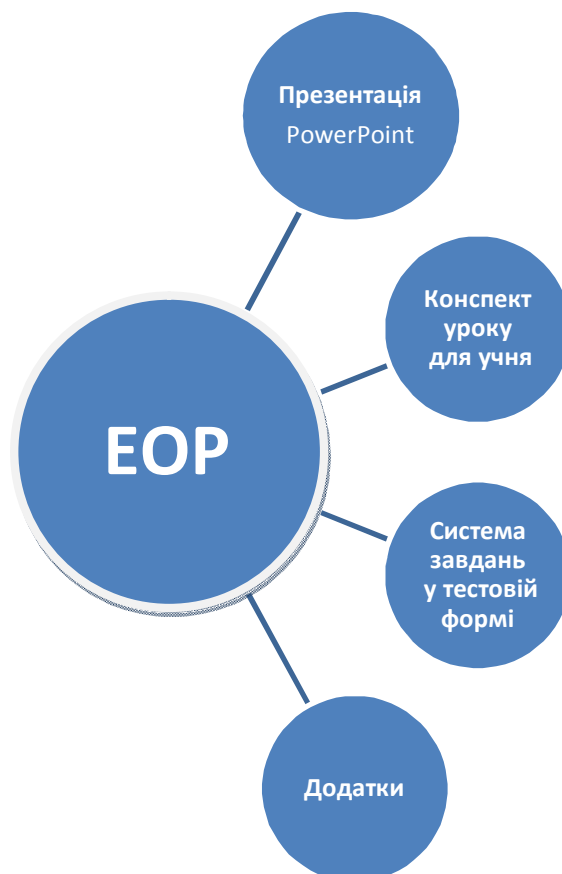 Презентація
PowerPoint
Конспект
уроку
для учня
ЕОР
Система
завдань
у тестовій
формі
Додатки